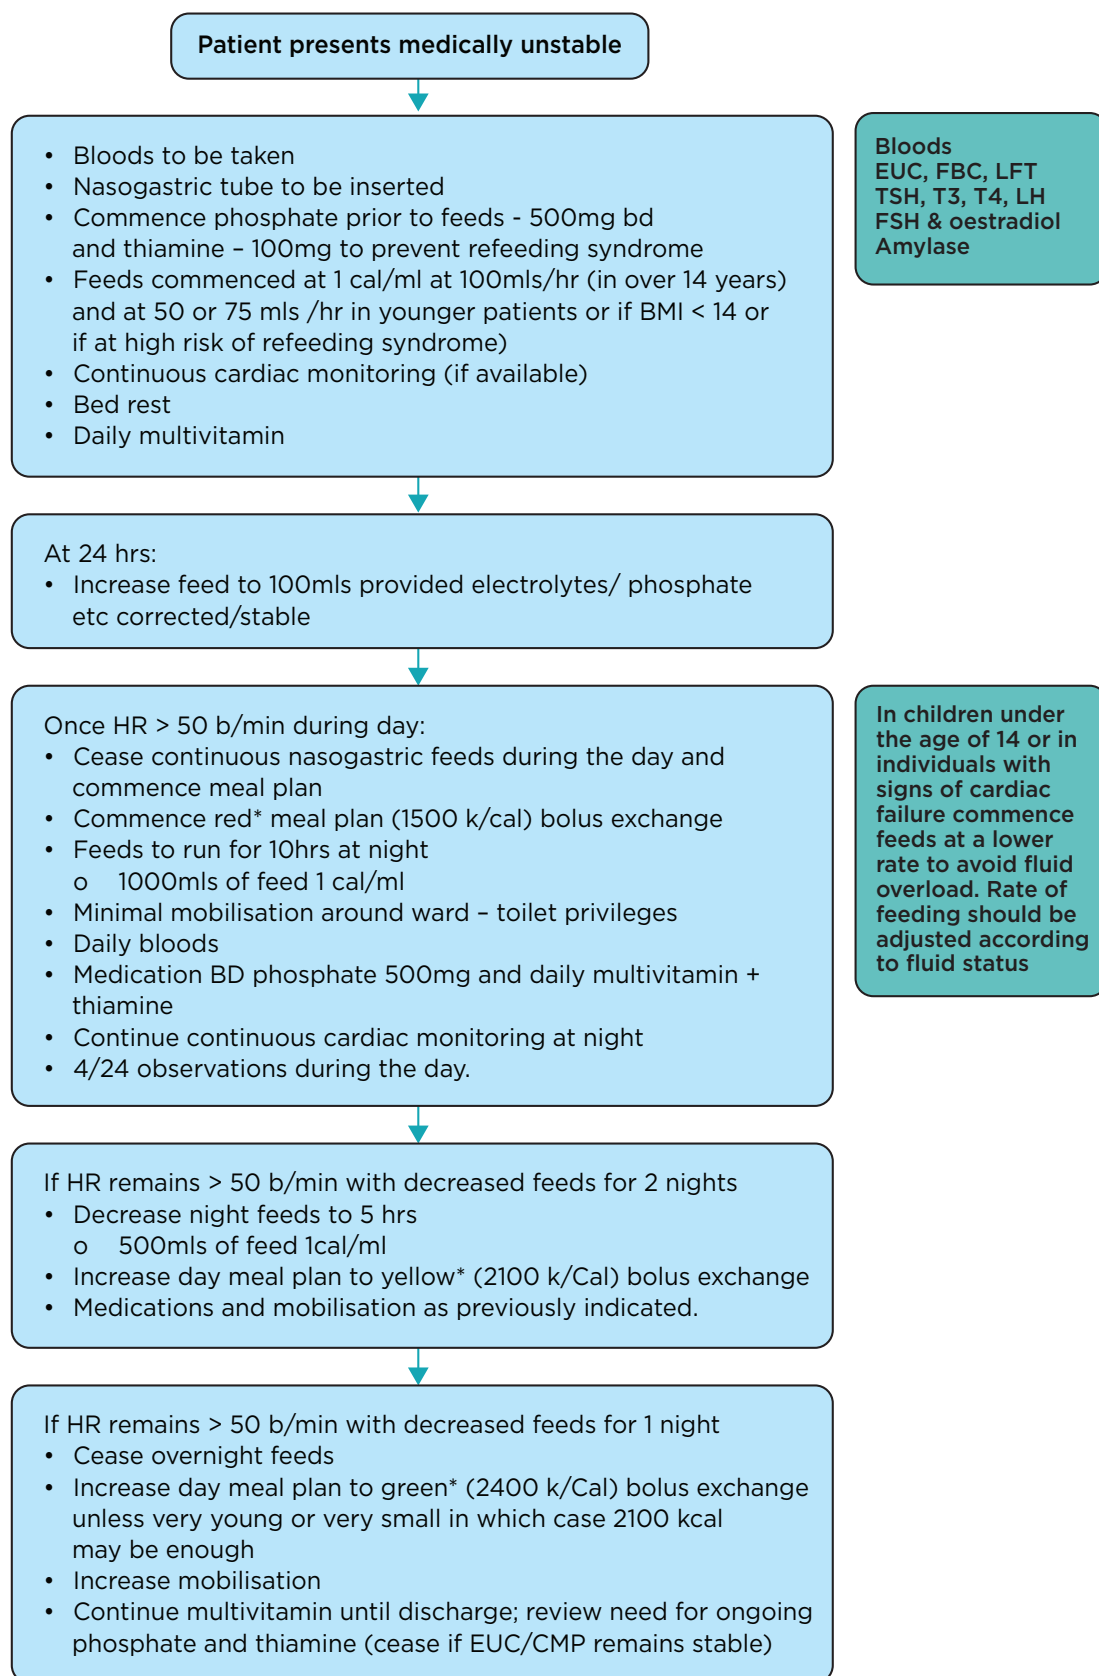 Patient presents medically unstable
• Bloods to be taken
• Nasogastric tube to be inserted
• Commence phosphate prior to feeds - 500mg bd
and thiamine – 100mg to prevent refeeding syndrome
• Feeds commenced at 1 cal/ml at 100mls/hr (in over 14 years)
and at 50 or 75 mls /hr in younger patients or if BMI < 14 or
if at high risk of refeeding syndrome)
• Continuous cardiac monitoring (if available)
• Bed rest
• Daily multivitamin
Bloods
EUC, FBC, LFT
TSH, T3, T4, LH
FSH & oestradiol
Amylase
At 24 hrs:
• Increase feed to 100mls provided electrolytes/ phosphate
etc corrected/stable
Once HR > 50 b/min during day:
• Cease continuous nasogastric feeds during the day and
commence meal plan
• Commence red* meal plan (1500 k/cal) bolus exchange
• Feeds to run for 10hrs at night
o 1000mls of feed 1 cal/ml
• Minimal mobilisation around ward – toilet privileges
• Daily bloods
• Medication BD phosphate 500mg and daily multivitamin +
thiamine
• Continue continuous cardiac monitoring at night
• 4/24 observations during the day.
In children under
the age of 14 or in
individuals with
signs of cardiac
failure commence
feeds at a lower
rate to avoid fluid
overload. Rate of
feeding should be
adjusted according
to fluid status
If HR remains > 50 b/min with decreased feeds for 2 nights
• Decrease night feeds to 5 hrs
o 500mls of feed 1cal/ml
• Increase day meal plan to yellow* (2100 k/Cal) bolus exchange
• Medications and mobilisation as previously indicated.
If HR remains > 50 b/min with decreased feeds for 1 night
• Cease overnight feeds
• Increase day meal plan to green* (2400 k/Cal) bolus exchange
unless very young or very small in which case 2100 kcal
may be enough
• Increase mobilisation
• Continue multivitamin until discharge; review need for ongoing
phosphate and thiamine (cease if EUC/CMP remains stable)